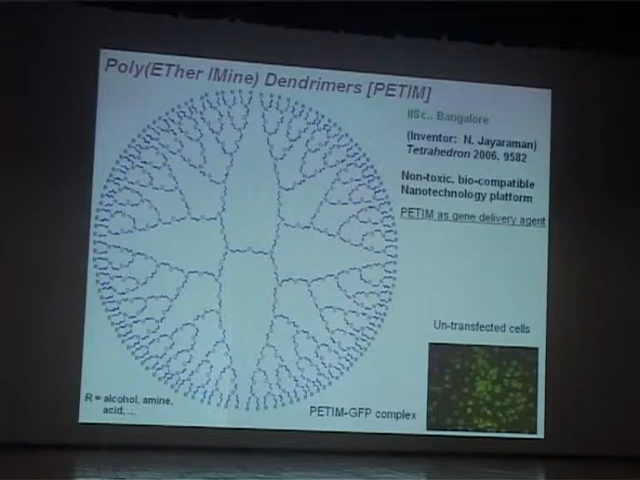 Poly(ETher IMine) Dendrimers [PETIM]
IISc., Bangalore
(Inventor: N. Jayaraman)
Tetrahedron 2006, 9582
Non-toxic, bio-compatible
Nanotechnology platform
PETIM as gene delivery agent
Un-transfected cells
R = alcohol, amine,
acid, ...
PETIM-GFP complex